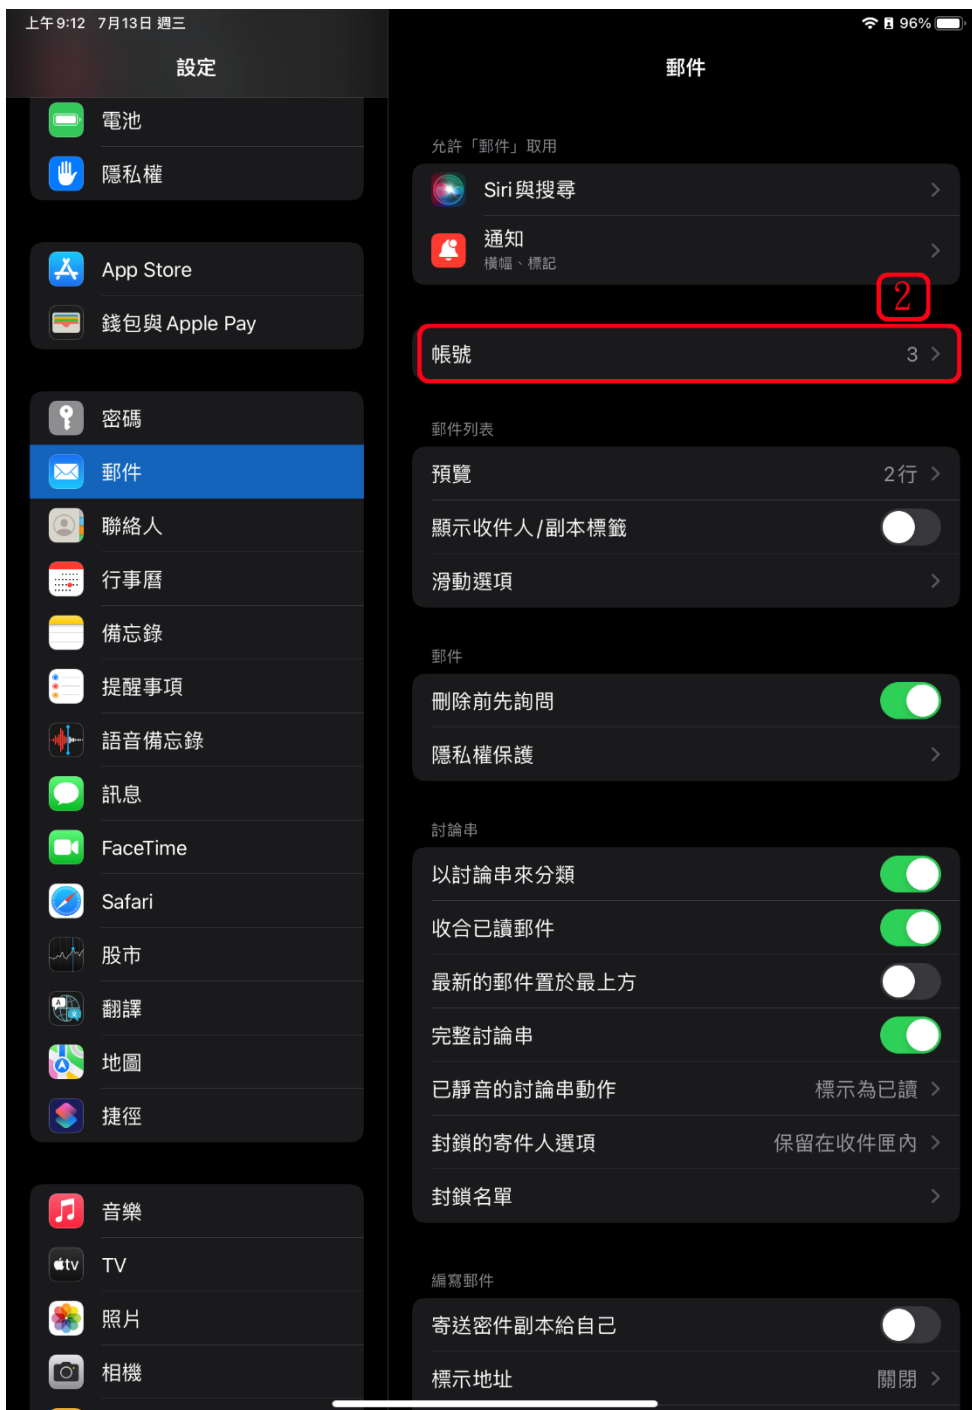 上午9:12 7月13日 週三
96%
設定
電池
隱私權
App Store
錢包與 Apple Pay
密碼
郵件
聯絡人
行事曆
備忘錄
提醒事項
語音備忘錄
訊息
FaceTime
Safari
股市
翻譯
地圖
捷徑
音樂
tv TV
照片
相機
郵件
允許「郵件」取用
Siri 與搜尋
通知
橫幅、標記
2
帳號 3
郵件列表
預覽 2行
顯示收件人/副本標籤
滑動選項
郵件
刪除前先詢問
隱私權保護
討論串
以討論串來分類
收合已讀郵件
最新的郵件置於最上方
完整討論串
已靜音的討論串動作 標示為已讀
封鎖的寄件人選項 保留在收件匣內
封鎖名單
編寫郵件
寄送密件副本給自己
標示地址 關閉